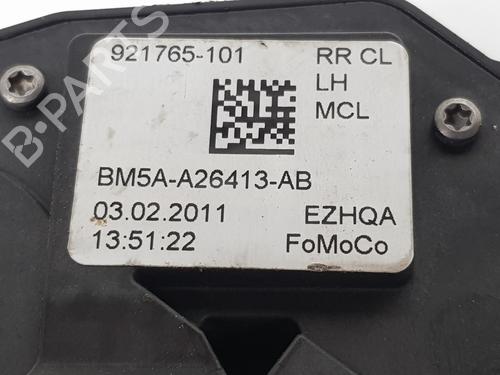 921765-101 RR CL
LH
MCL
BM5A-A26413-AB
03.02.2011 EZHQA
13:51:22 FoMoCo
B-PARTS